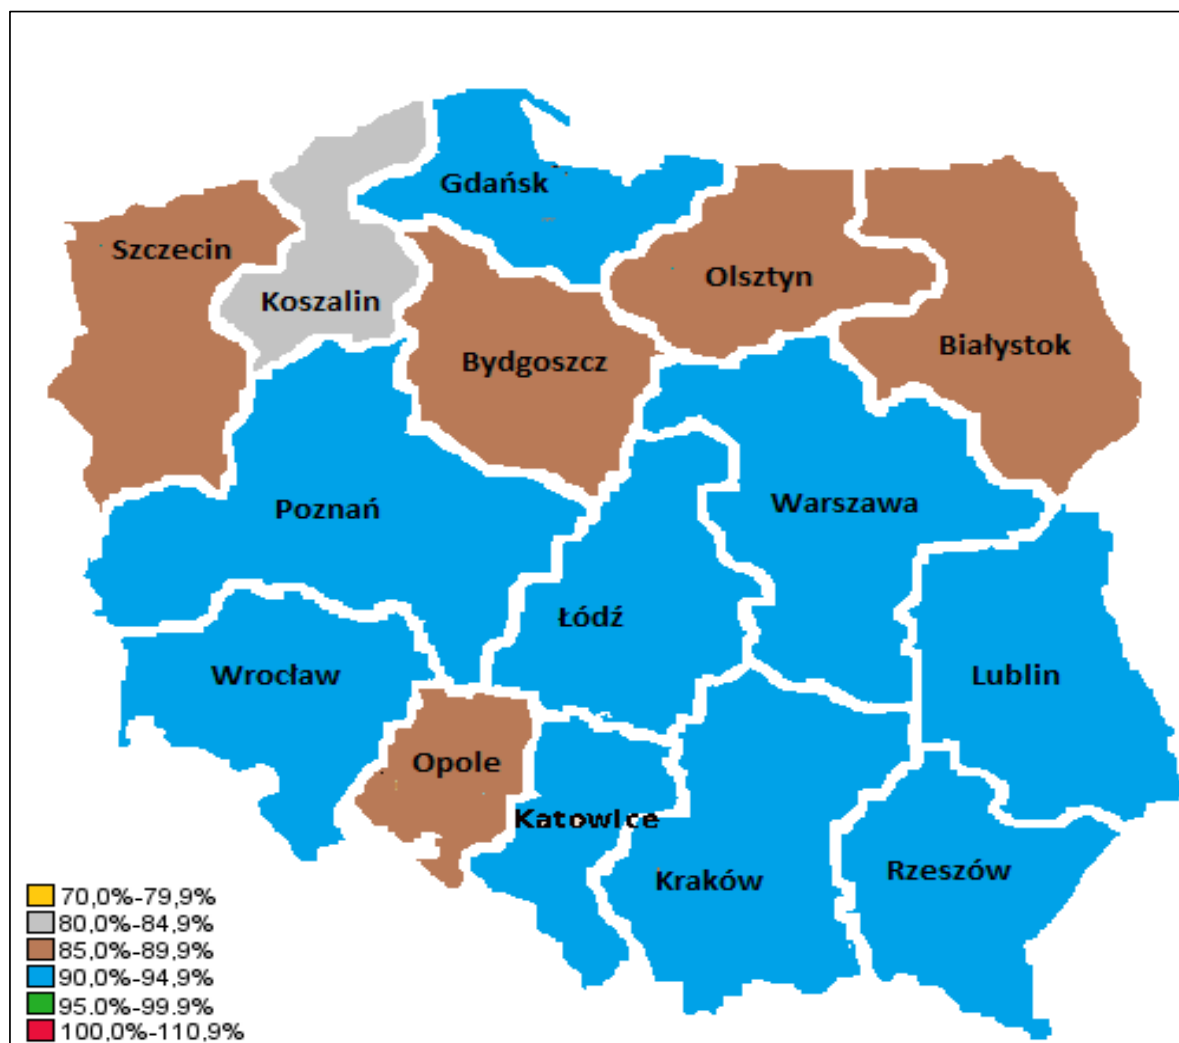 Gdańsk
Szczecin
Olsztyn
Koszalin
Białystok
Bydgoszcz
Poznań
Warszawa
Łódź
Wrocław
Lublin
Opole
Katowice
Kraków
Rzeszów
70,0%-79,9%
80,0%-84,9%
85,0%-89,9%
90,0%-94,9%
95.0%-99.9%
100,0%-110,9%